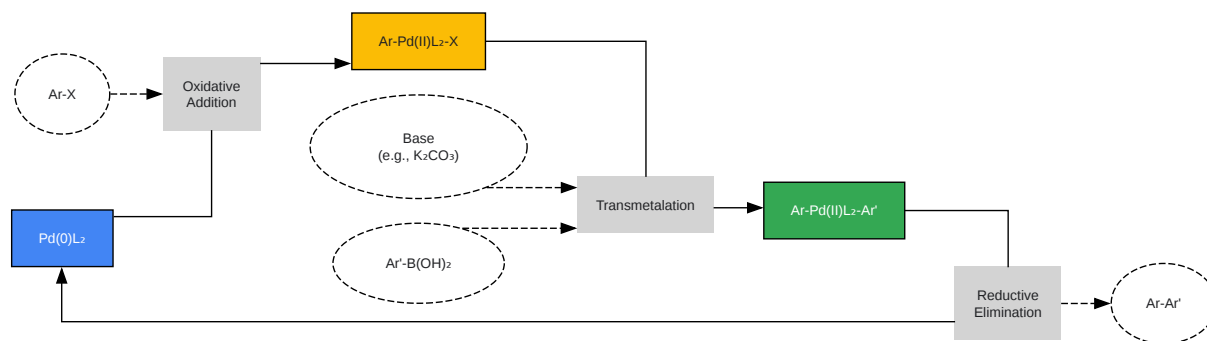 Ar-Pd(II)L₂-X
Ar-X
Oxidative
Addition
Base
(e.g., K₂CO₃)
Transmetalation
Ar-Pd(II)L₂-Ar'
Pd(0)L₂
Ar'-B(OH)₂
Reductive
Elimination
Ar-Ar'